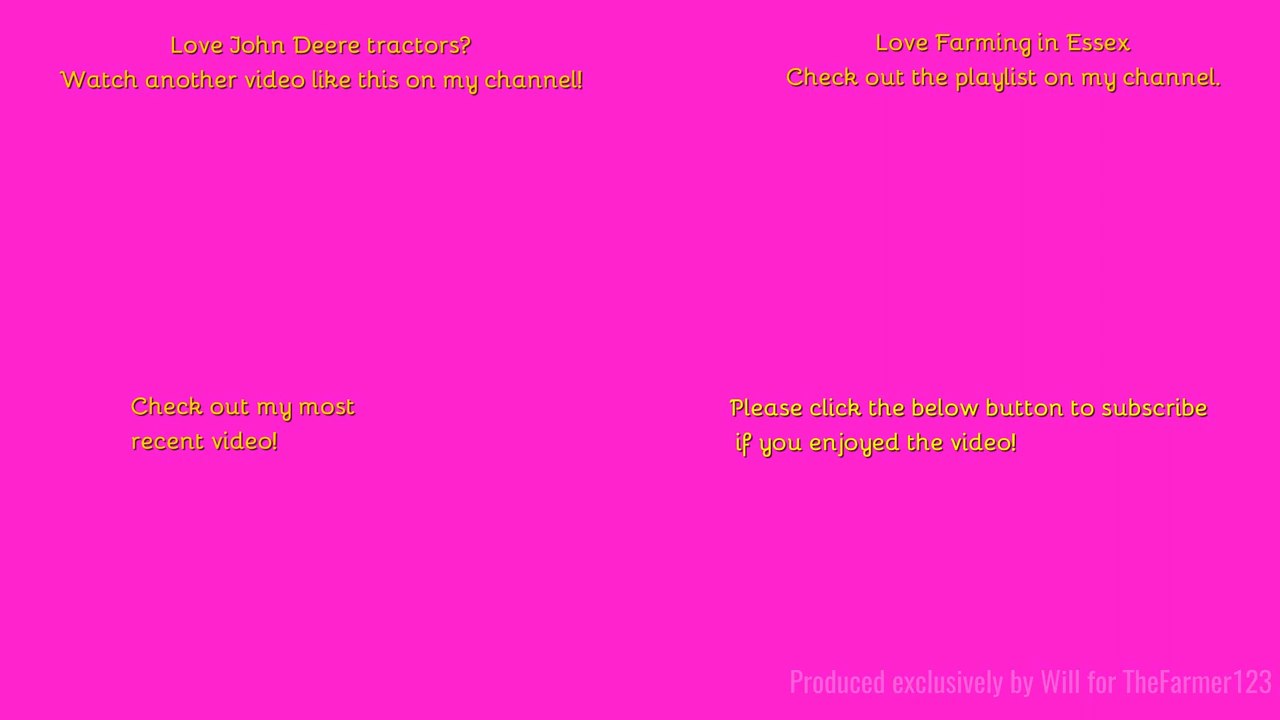 Love John Deere tractors?
Watch another video like this on my channel!
Love Farming in Essex
Check out the playlist on my channel.
Check out my most
recent video!
Please click the below button to subscribe
if you enjoyed the video!
Produced exclusively by Will for TheFarmer123